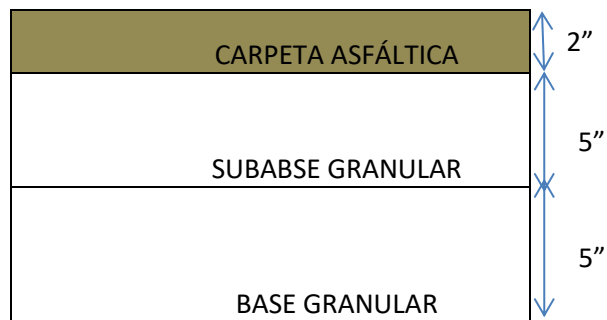 CARPETA ASFÁLTICA
2”
SUBABSE GRANULAR
5”
BASE GRANULAR
5”